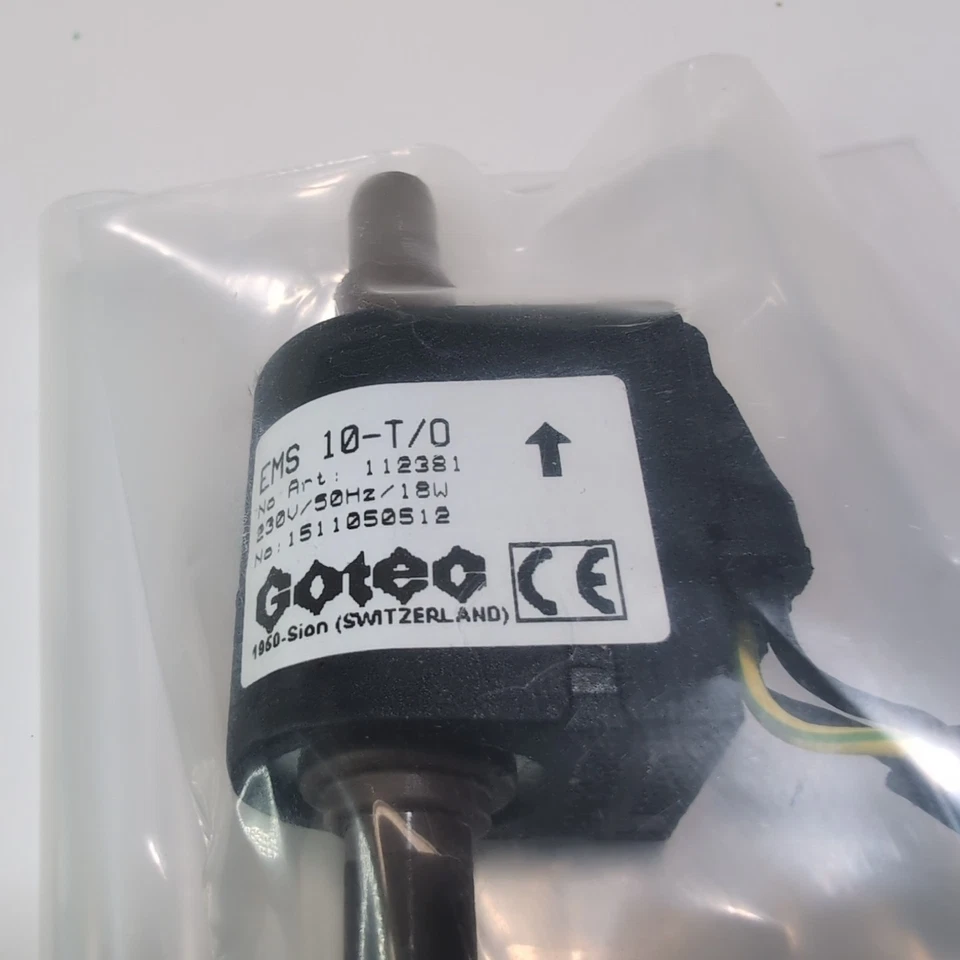 EMS 10-T/O
No Art: 112381
230V/50Hz/18W
No:1511050512
Gotec
CE
1950-Sion (SWITZERLAND)